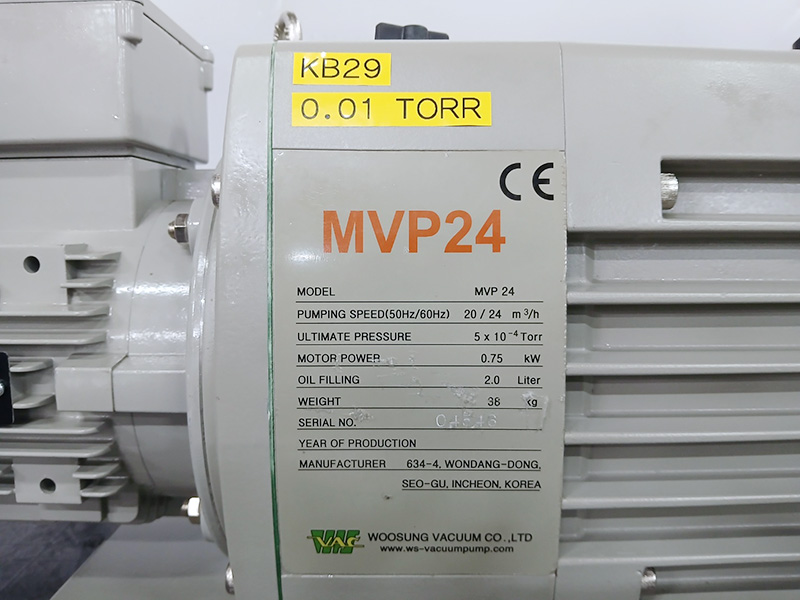 KB29
0.01 TORR
CE
MVP24
MODEL MVP 24
PUMPING SPEED(50Hz/60Hz) 20 / 24 m³/h
ULTIMATE PRESSURE 5 x 10⁻⁴ Torr
MOTOR POWER 0.75 kW
OIL FILLING 2.0 Liter
WEIGHT 38 kg
SERIAL NO.
YEAR OF PRODUCTION
MANUFACTURER 634-4, WONDANG-DONG,
SEO-GU, INCHEON, KOREA
VAC WOOSUNG VACUUM CO.,LTD
www.ws-vacuumpump.com